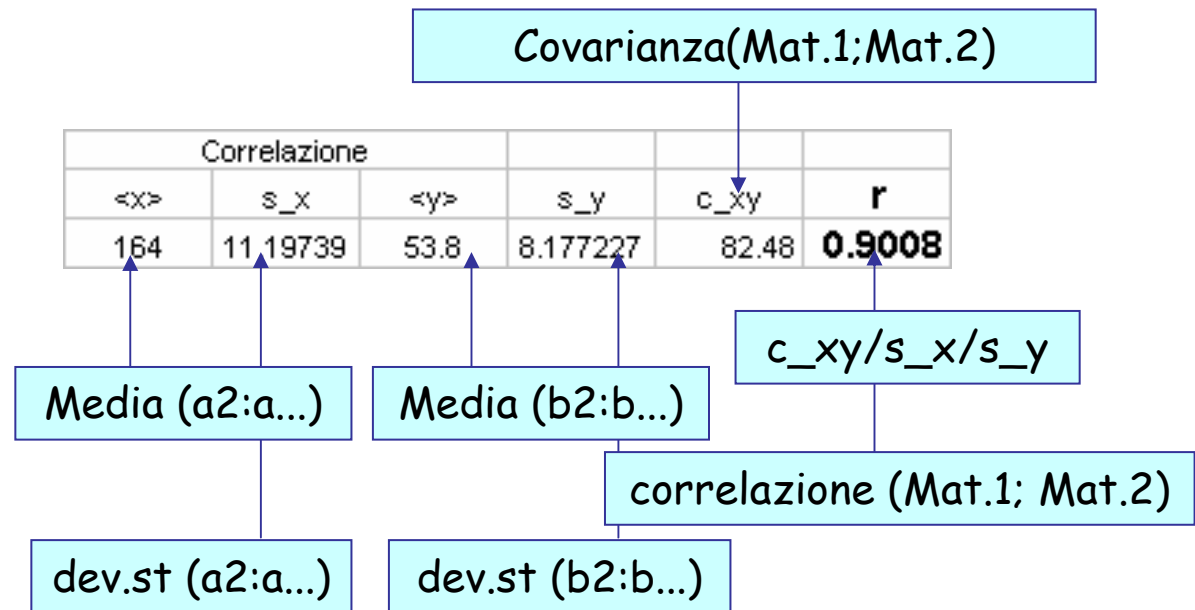 Covarianza(Mat.1;Mat.2)
Correlazione
<x> s_x <y> s_y c_xy r
164 11.19739 53.8 8.177227 82.48 0.9008
c_xy/s_x/s_y
Media (a2:a...) Media (b2:b...)
correlazione (Mat.1; Mat.2)
dev.st (a2:a...) dev.st (b2:b...)